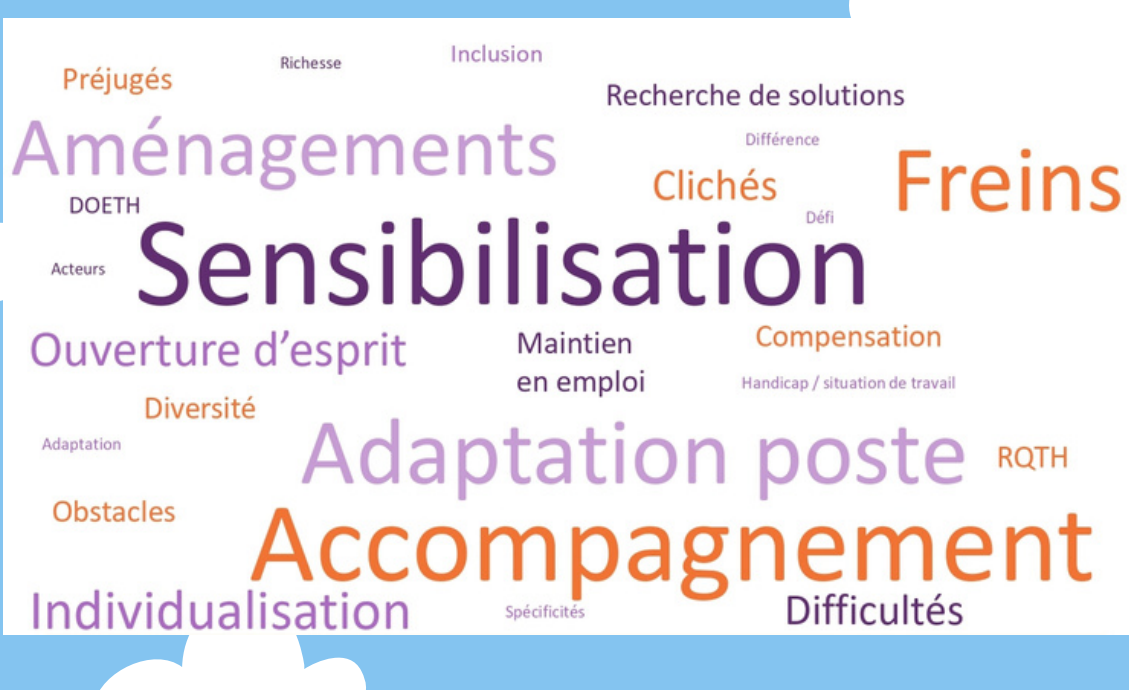 Inclusion
Richesse
Préjugés
Recherche de solutions
Différence
Aménagements
Clichés
Freins
DOETH
Défi
Sensibilisation
Acteurs
Ouverture d’esprit
Maintien
en emploi
Compensation
Handicap / situation de travail
Diversité
Adaptation
Adaptation poste
RQTH
Obstacles
Accompagnement
Individualisation
Spécificités
Difficultés